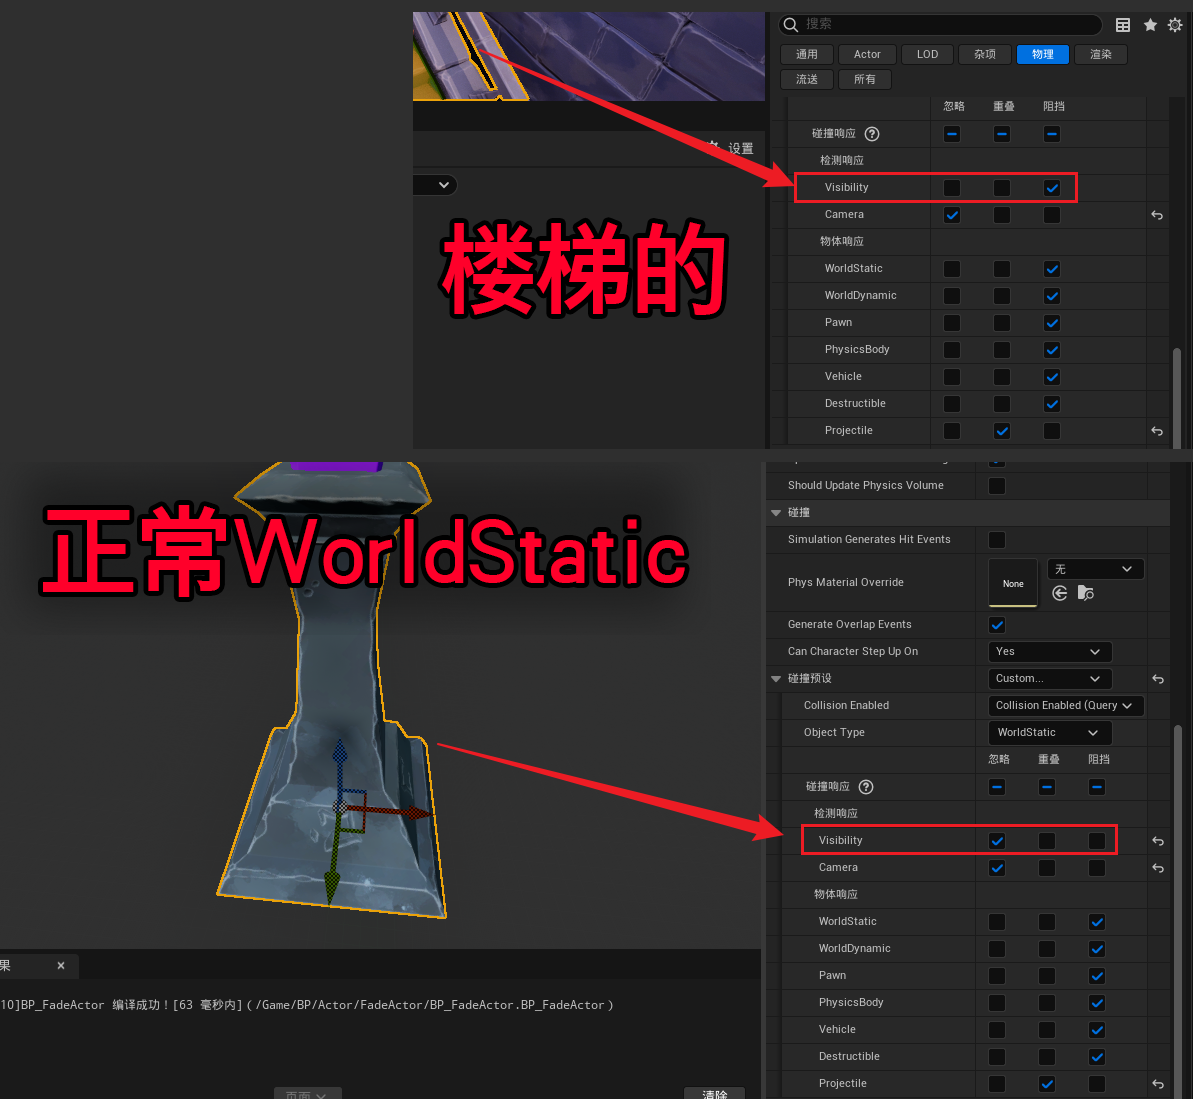 搜索
通用 Actor LOD 杂项 物理 渲染
流送 所有
忽略 重叠 阻挡
碰撞响应
设置
检测响应
Visibility
Camera
楼梯的
物体响应
WorldStatic
WorldDynamic
Pawn
PhysicsBody
Vehicle
Destructible
Projectile
正常WorldStatic
Should Update Physics Volume
碰撞
Simulation Generates Hit Events
Phys Material Override None 无
Generate Overlap Events
Can Character Step Up On Yes
碰撞预设 Custom...
Collision Enabled Collision Enabled (Query
Object Type WorldStatic
忽略 重叠 阻挡
碰撞响应
检测响应
Visibility
Camera
物体响应
WorldStatic
WorldDynamic
Pawn
PhysicsBody
Vehicle
Destructible
Projectile
果 ×
10]BP_FadeActor 编译成功！[63 毫秒内]（/Game/BP/Actor/FadeActor/BP_FadeActor.BP_FadeActor）
页面 清除